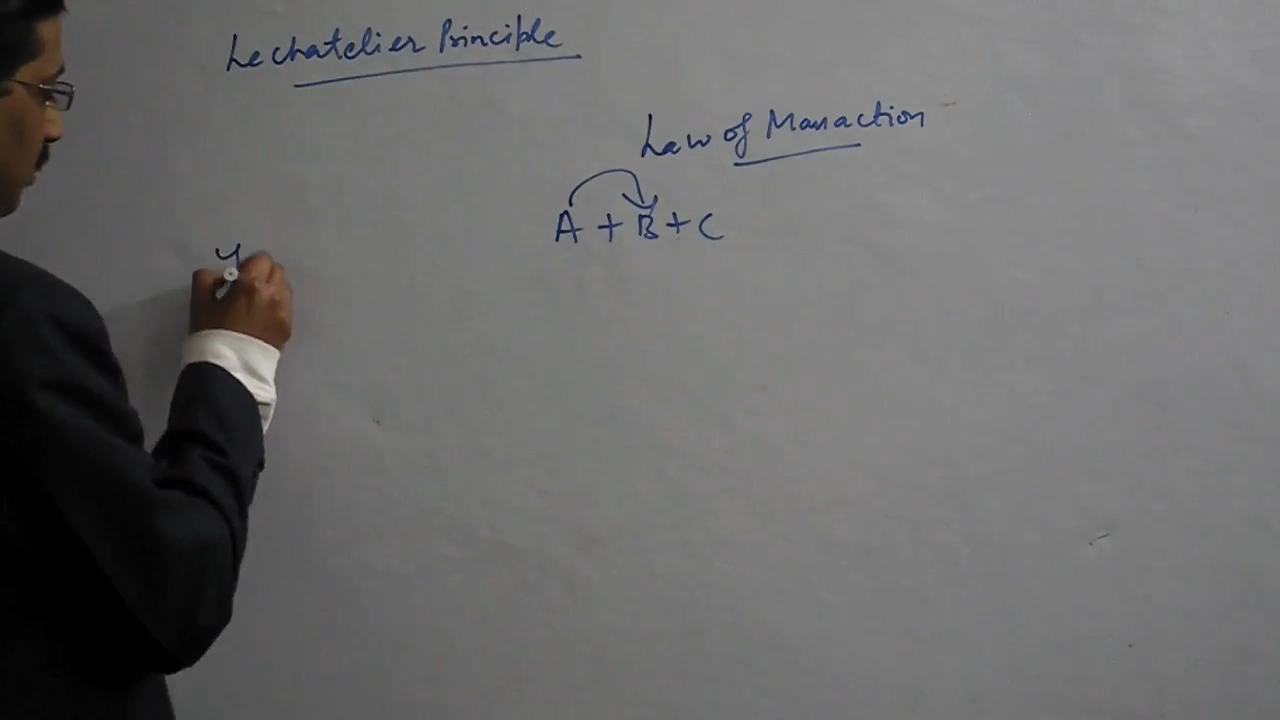 Lechatelier Principle
Law of Massaction
A + B + C
y